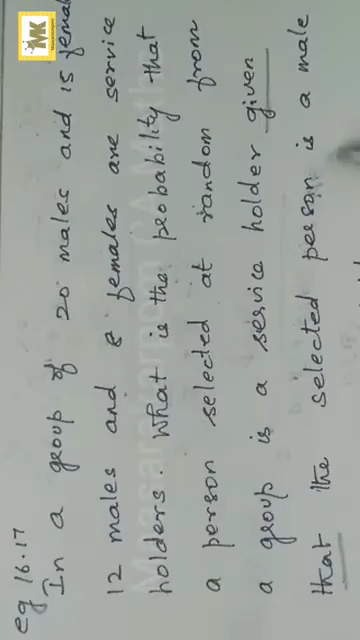 eg 16.17
In a group of 20 males and 15 femal
12 males and 8 females are service
holders. What is the probability that
a person selected at random from
a group is a service holder given
that the selected person is a male
MK